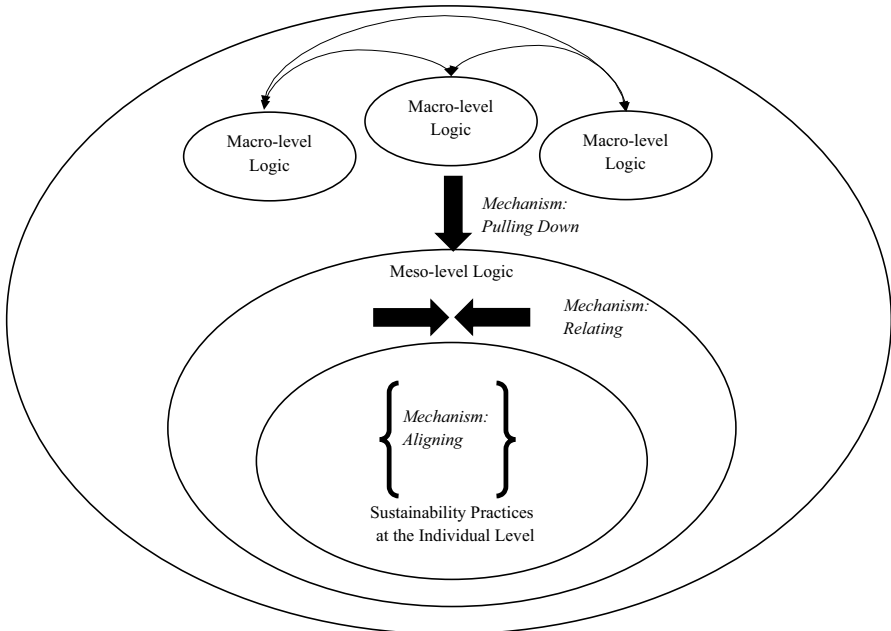 Macro-level
Logic
Macro-level
Logic
Macro-level
Logic
Mechanism:
Pulling Down
Meso-level Logic
Mechanism:
Relating
Mechanism:
Aligning
Sustainability Practices
at the Individual Level